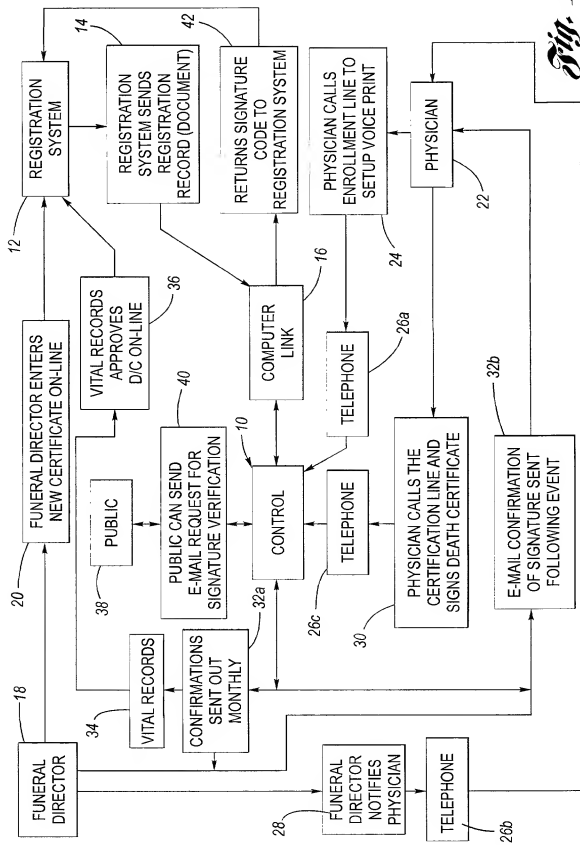 18
FUNERAL
DIRECTOR
20
FUNERAL DIRECTOR ENTERS
NEW CERTIFICATE ON-LINE
12
REGISTRATION
SYSTEM
14
REGISTRATION
SYSTEM SENDS
REGISTRATION
RECORD (DOCUMENT)
42
RETURNS SIGNATURE
CODE TO
REGISTRATION SYSTEM
34
VITAL RECORDS
36
VITAL RECORDS
APPROVES
D/C ON-LINE
38
PUBLIC
40
PUBLIC CAN SEND
E-MAIL REQUEST FOR
SIGNATURE VERIFICATION
32a
CONFIRMATIONS
SENT OUT
MONTHLY
10
CONTROL
16
COMPUTER
LINK
26a
TELEPHONE
24
PHYSICIAN CALLS
ENROLLMENT LINE TO
SETUP VOICE PRINT
26c
TELEPHONE
28
FUNERAL
DIRECTOR
NOTIFIES
PHYSICIAN
30
PHYSICIAN CALLS THE
CERTIFICATION LINE AND
SIGNS DEATH CERTIFICATE
22
PHYSICIAN
26b
TELEPHONE
32b
E-MAIL CONFIRMATION
OF SIGNATURE SENT
FOLLOWING EVENT
Fig.